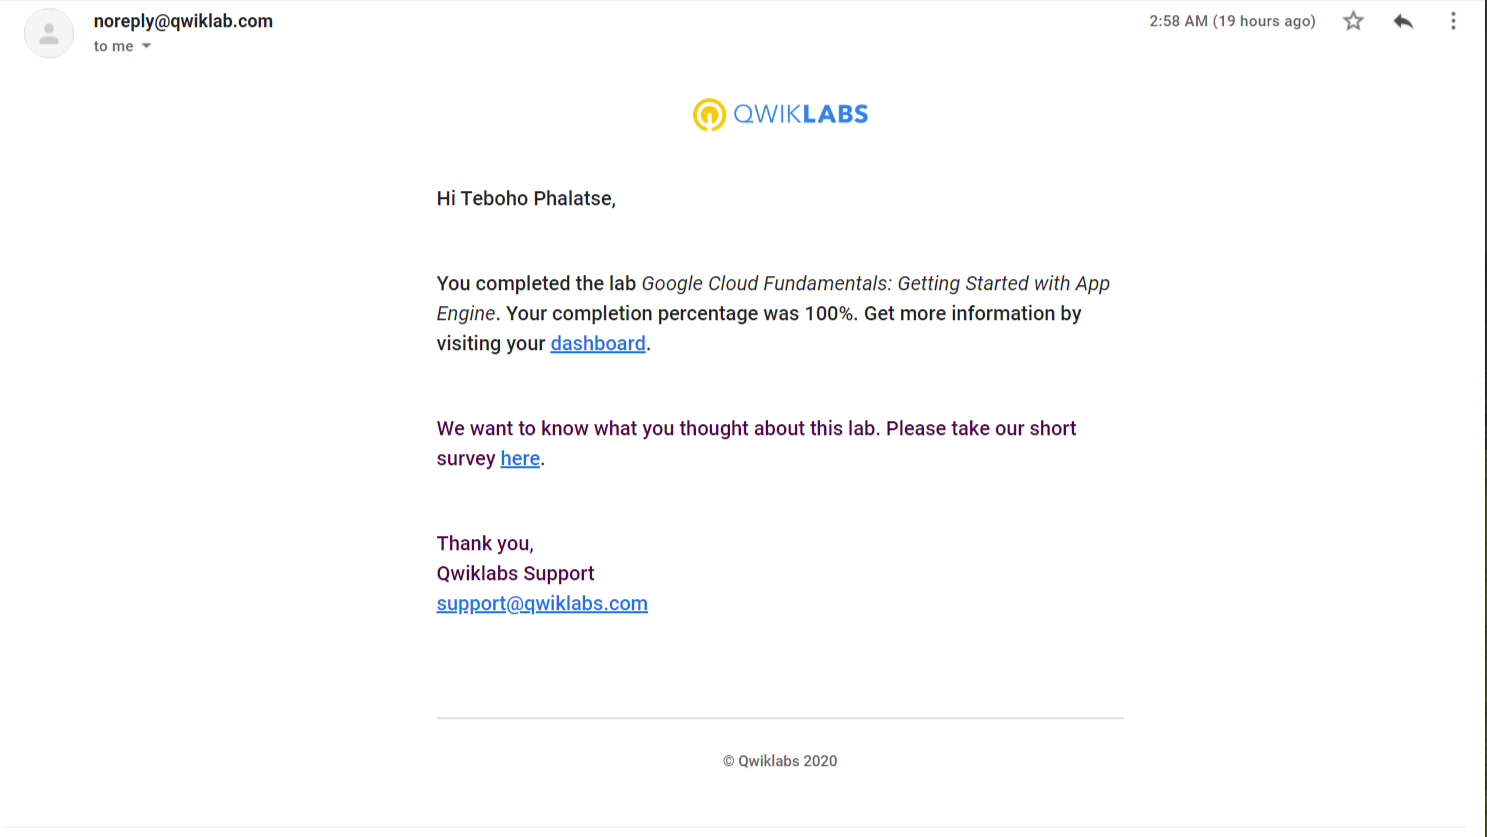 noreply@qwiklab.com
2:58 AM (19 hours ago)
to me
QWIKLABS
Hi Teboho Phalatse,
You completed the lab Google Cloud Fundamentals: Getting Started with App
Engine. Your completion percentage was 100%. Get more information by
visiting your dashboard.
We want to know what you thought about this lab. Please take our short
survey here.
Thank you,
Qwiklabs Support
support@qwiklabs.com
© Qwiklabs 2020